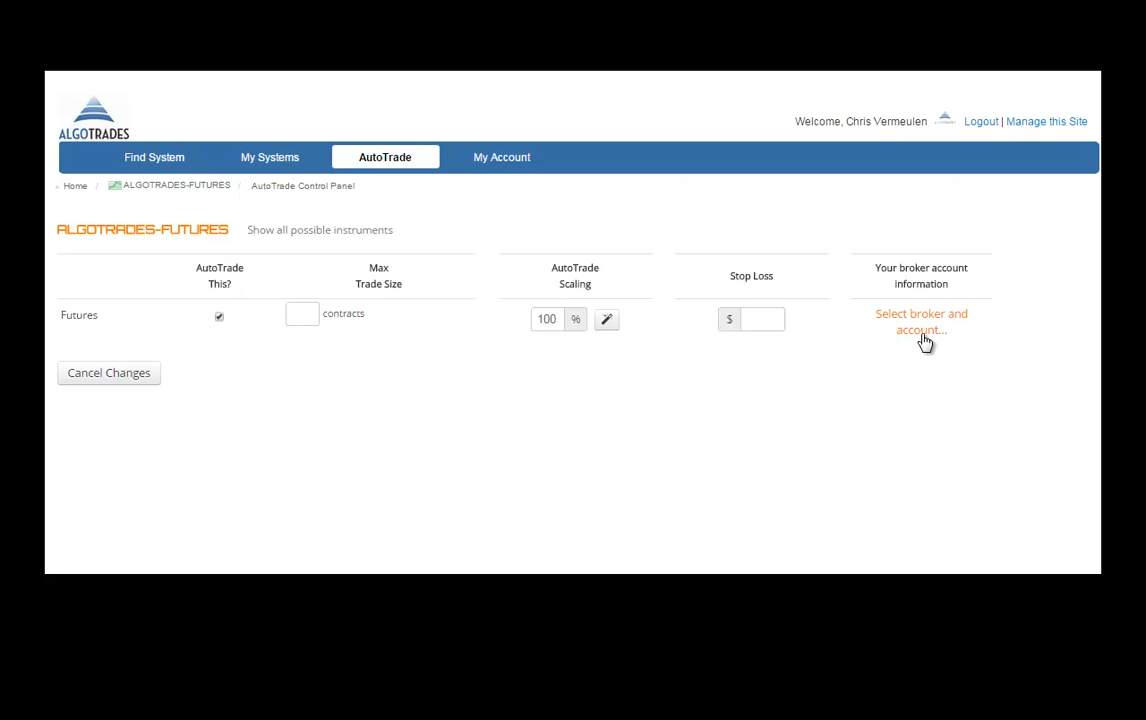 ALGOTRADES
Welcome, Chris Vermeulen Logout | Manage this Site
Find System My Systems AutoTrade My Account
Home / ALGOTRADES-FUTURES / AutoTrade Control Panel
ALGOTRADES-FUTURES Show all possible instruments
AutoTrade This?
Max Trade Size
AutoTrade Scaling
Stop Loss
Your broker account information
Futures
contracts
100 %
$
Select broker and
account...
Cancel Changes